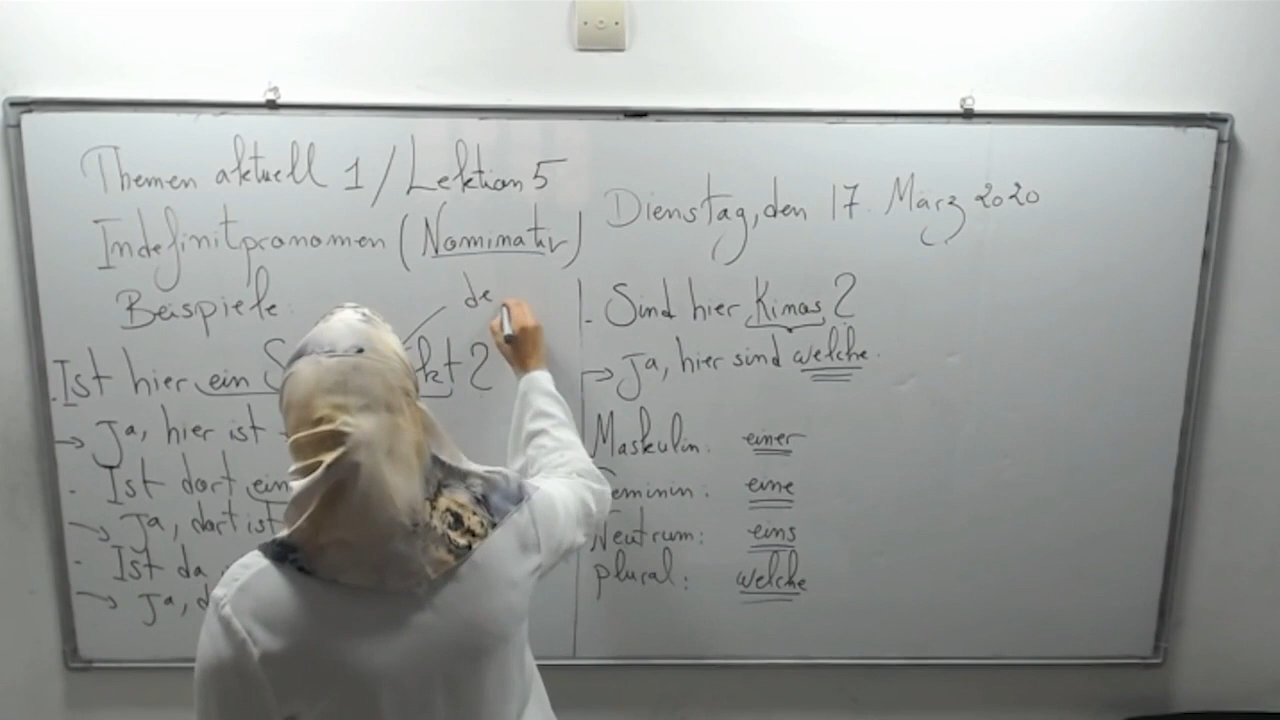 Themen aktuell 1 / Lektion 5
Indefinitpronomen (Nominativ)
Beispiele:
de
. Ist hier ein S kt?
→ Ja, hier ist
- Ist dort ein
→ Ja, dort ist
- Ist da
→ Ja, d
Dienstag, den 17. März 2020
- Sind hier Kinos?
→ Ja, hier sind welche.
Maskulin: einer
Feminin: eine
Neutrum: eins
plural: welche